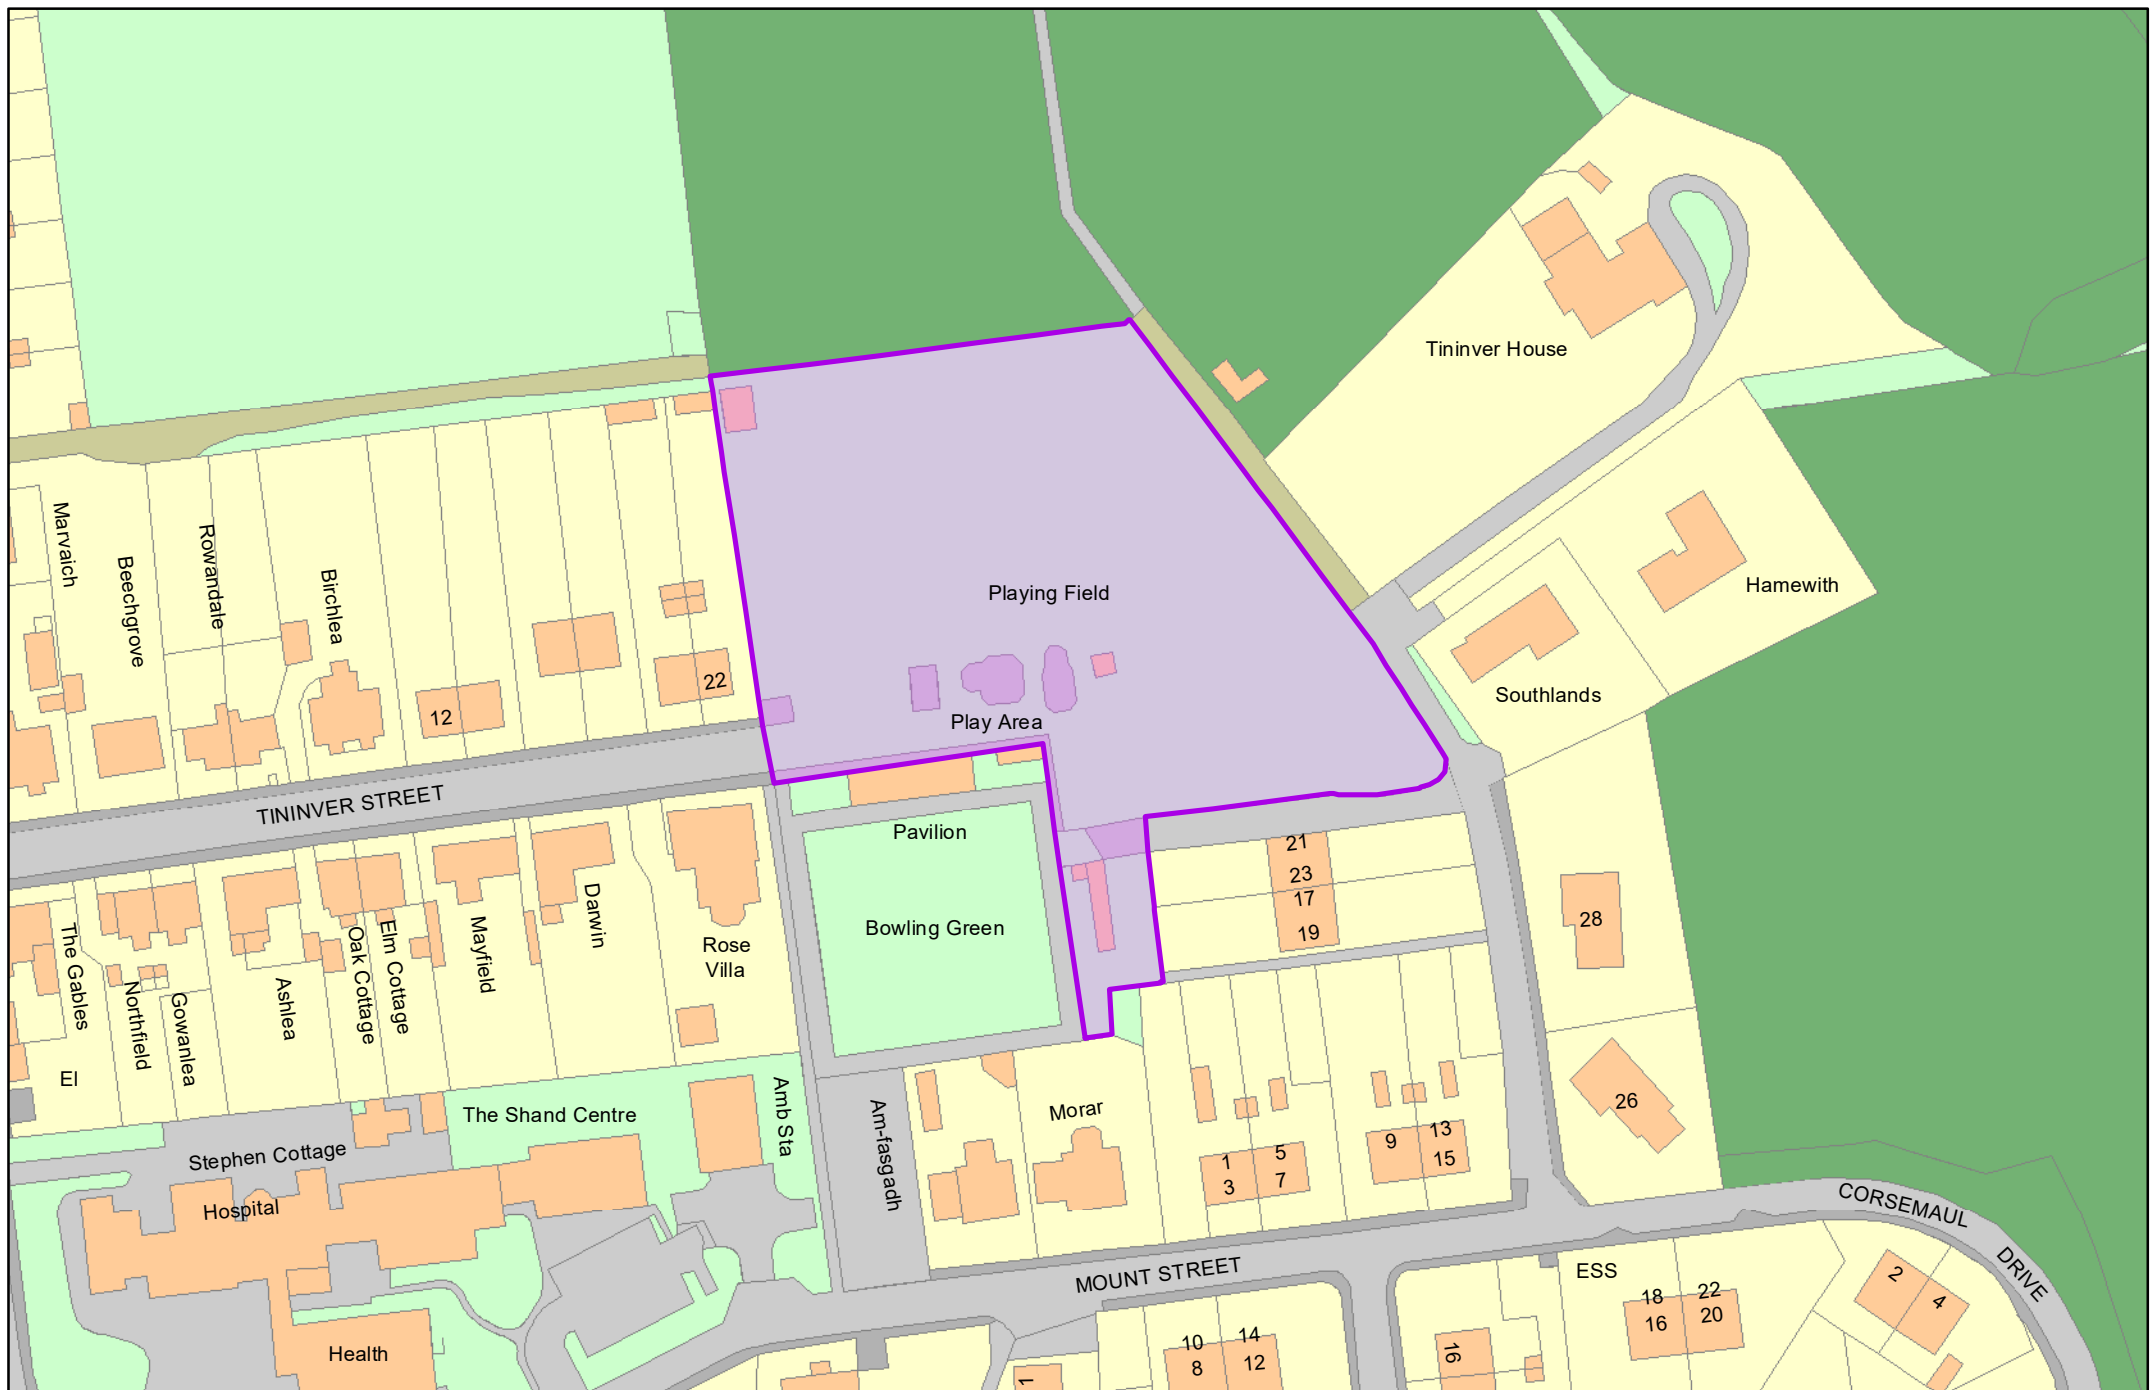 Tininver House
Marvaich
Beechgrove
Rowandale
Birchlea
Playing Field
Hamewith
22
Southlands
12
Play Area
TININVER STREET
Pavilion
21
23
17
19
Bowling Green
28
The Gables
Northfield
Gowanlea
Ashlea
Oak Cottage
Elm Cottage
Mayfield
Darwin
Rose
Villa
El
The Shand Centre
Amb Sta
Am-fasgadh
Morar
26
Stephen Cottage
Hospital
1
3
5
7
9
13
15
CORSEMAUL
DRIVE
MOUNT STREET
ESS
Health
10
8
14
12
1
16
18
16
22
20
2
4